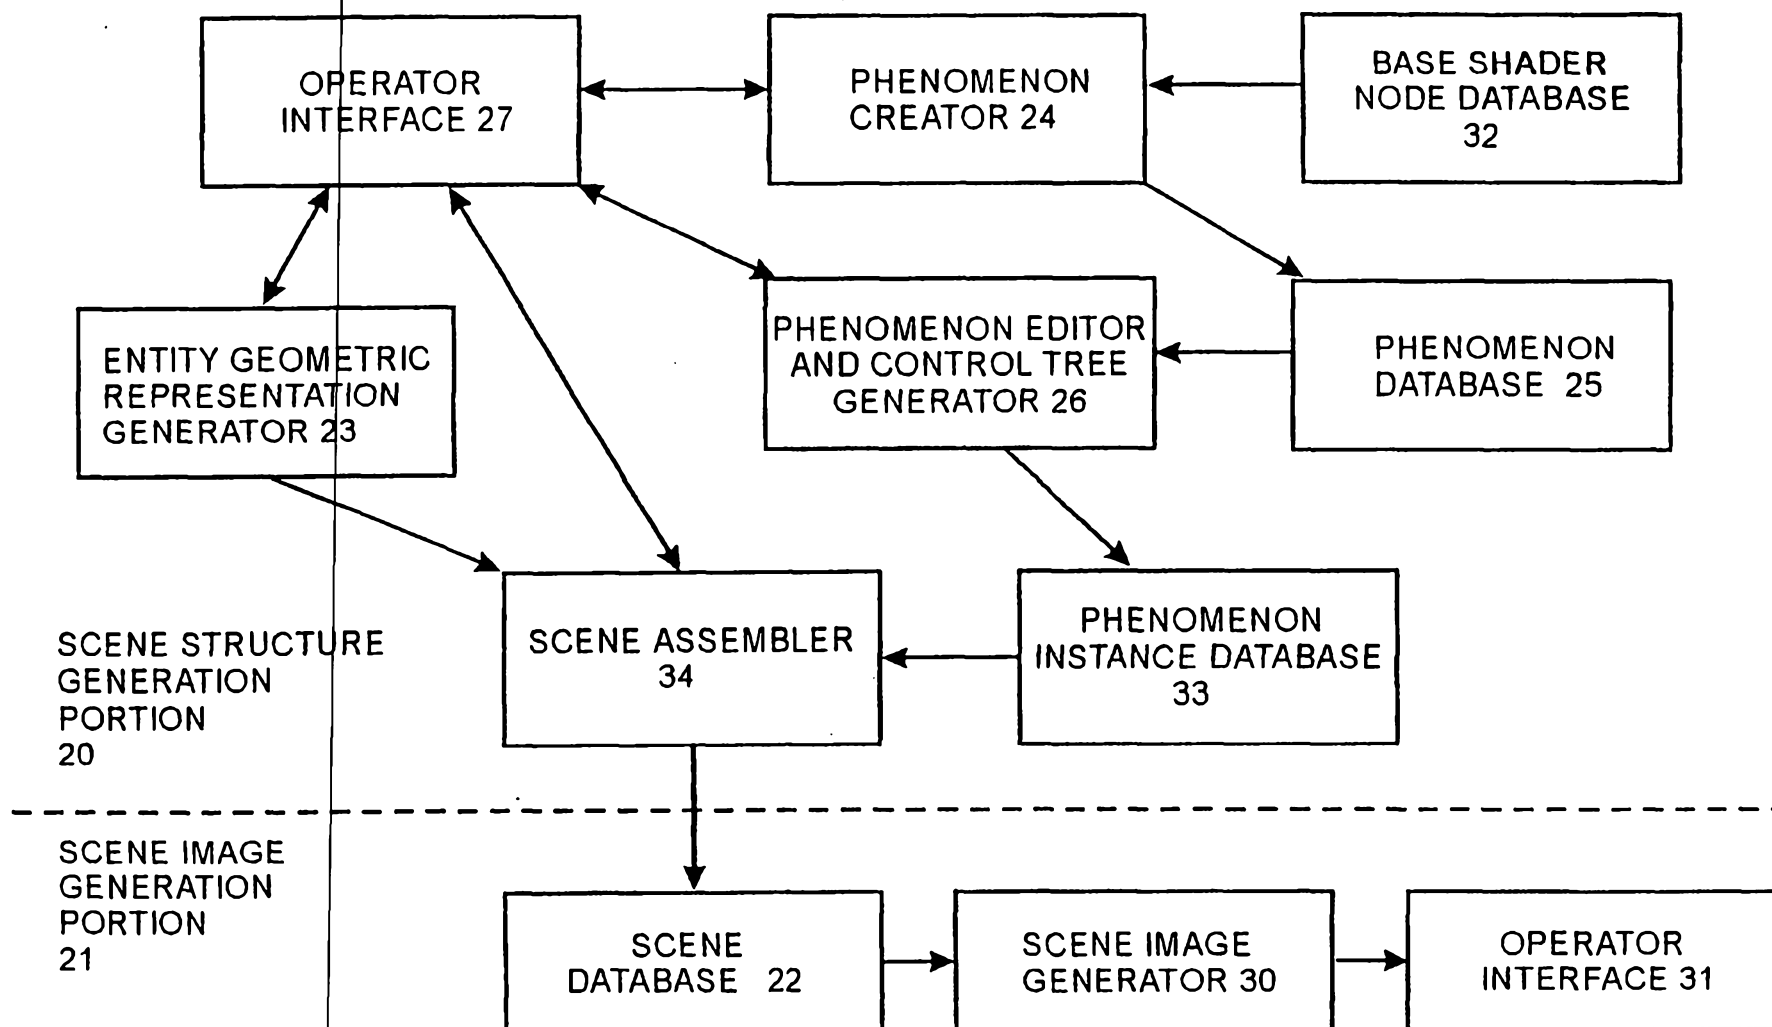 OPERATOR
INTERFACE 27
PHENOMENON
CREATOR 24
BASE SHADER
NODE DATABASE
32
ENTITY GEOMETRIC
REPRESENTATION
GENERATOR 23
PHENOMENON EDITOR
AND CONTROL TREE
GENERATOR 26
PHENOMENON
DATABASE 25
SCENE STRUCTURE
GENERATION
PORTION
20
SCENE ASSEMBLER
34
PHENOMENON
INSTANCE DATABASE
33
SCENE IMAGE
GENERATION
PORTION
21
SCENE
DATABASE 22
SCENE IMAGE
GENERATOR 30
OPERATOR
INTERFACE 31